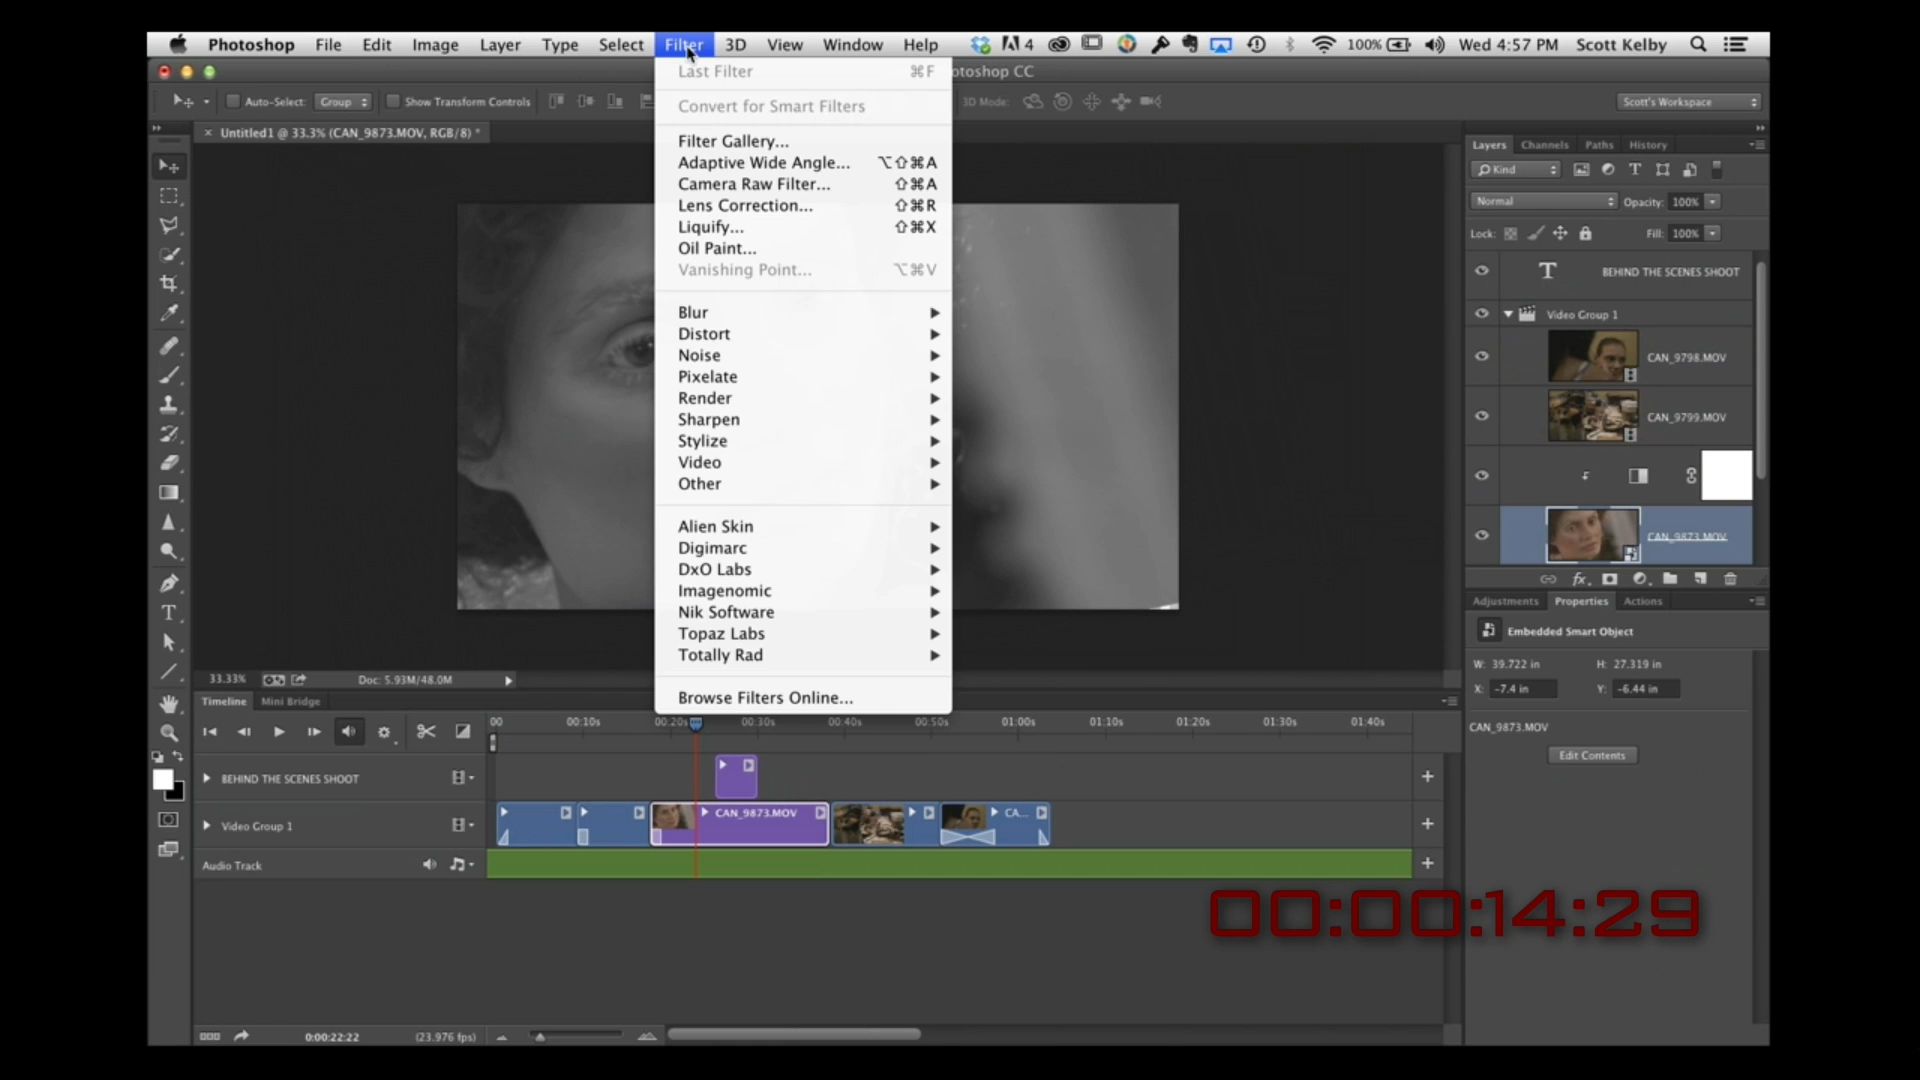 Photoshop File Edit Image Layer Type Select Filter 3D View Window Help 4 100% Wed 4:57 PM Scott Kelby
otoshop CC
Auto-Select: Group Show Transform Controls 3D Mode: Scott's Workspace
× Untitled1 @ 33.3% (CAN_9873.MOV, RGB/8) *
Last Filter ⌘F
Convert for Smart Filters
Filter Gallery...
Adaptive Wide Angle... ⌥⇧⌘A
Camera Raw Filter... ⇧⌘A
Lens Correction... ⇧⌘R
Liquify... ⇧⌘X
Oil Paint...
Vanishing Point... ⌥⌘V
Blur
Distort
Noise
Pixelate
Render
Sharpen
Stylize
Video
Other
Alien Skin
Digimarc
DxO Labs
Imagenomic
Nik Software
Topaz Labs
Totally Rad
Browse Filters Online...
Layers Channels Paths History
Kind
Normal Opacity: 100%
Lock: Fill: 100%
T BEHIND THE SCENES SHOOT
Video Group 1
CAN_9798.MOV
CAN_9799.MOV
CAN_9873.MOV
fx
Adjustments Properties Actions
Embedded Smart Object
W: 39.722 in H: 27.319 in
X: -7.4 in Y: -6.44 in
CAN_9873.MOV
Edit Contents
33.33% Doc: 5.93M/48.0M
Timeline Mini Bridge
00 00:10s 00:20s 00:30s 00:40s 00:50s 01:00s 01:10s 01:20s 01:30s 01:40s
BEHIND THE SCENES SHOOT
Video Group 1 CAN_9873.MOV CA...
Audio Track
00:00:14:29
0:00:22:22 (23.976 fps)